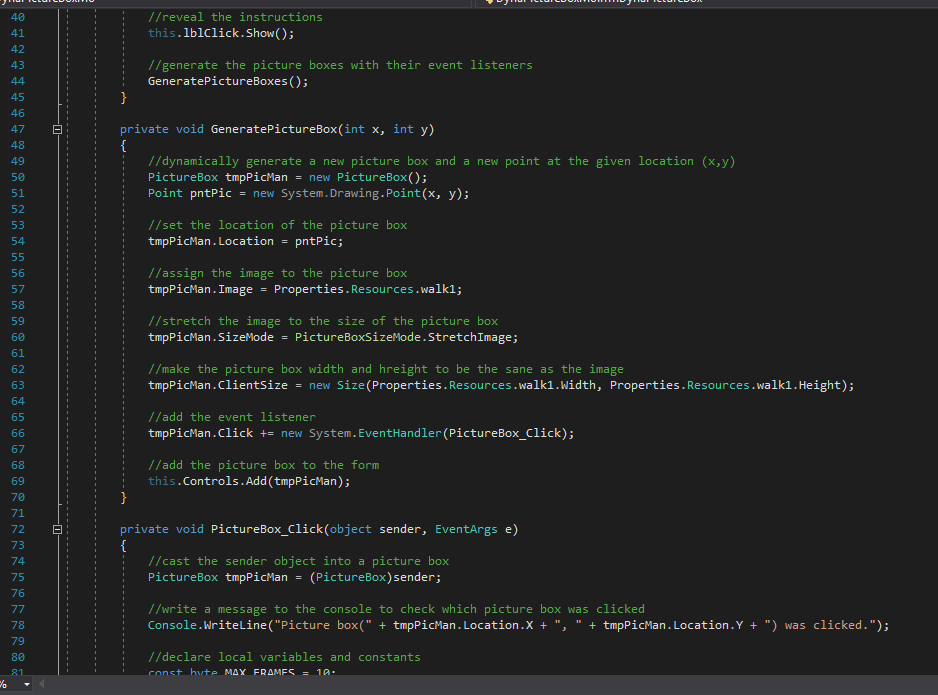 40 //reveal the instructions
41 this.lblClick.Show();
42
43 //generate the picture boxes with their event listeners
44 GeneratePictureBoxes();
45 }
46
47 private void GeneratePictureBox(int x, int y)
48 {
49 //dynamically generate a new picture box and a new point at the given location (x,y)
50 PictureBox tmpPicMan = new PictureBox();
51 Point pntPic = new System.Drawing.Point(x, y);
52
53 //set the location of the picture box
54 tmpPicMan.Location = pntPic;
55
56 //assign the image to the picture box
57 tmpPicMan.Image = Properties.Resources.walk1;
58
59 //stretch the image to the size of the picture box
60 tmpPicMan.SizeMode = PictureBoxSizeMode.StretchImage;
61
62 //make the picture box width and hreight to be the sane as the image
63 tmpPicMan.ClientSize = new Size(Properties.Resources.walk1.Width, Properties.Resources.walk1.Height);
64
65 //add the event listener
66 tmpPicMan.Click += new System.EventHandler(PictureBox_Click);
67
68 //add the picture box to the form
69 this.Controls.Add(tmpPicMan);
70 }
71
72 private void PictureBox_Click(object sender, EventArgs e)
73 {
74 //cast the sender object into a picture box
75 PictureBox tmpPicMan = (PictureBox)sender;
76
77 //write a message to the console to check which picture box was clicked
78 Console.WriteLine("Picture box(" + tmpPicMan.Location.X + ", " + tmpPicMan.Location.Y + ") was clicked.");
79
80 //declare local variables and constants
81 const byte MAX_FRAMES = 10;
%